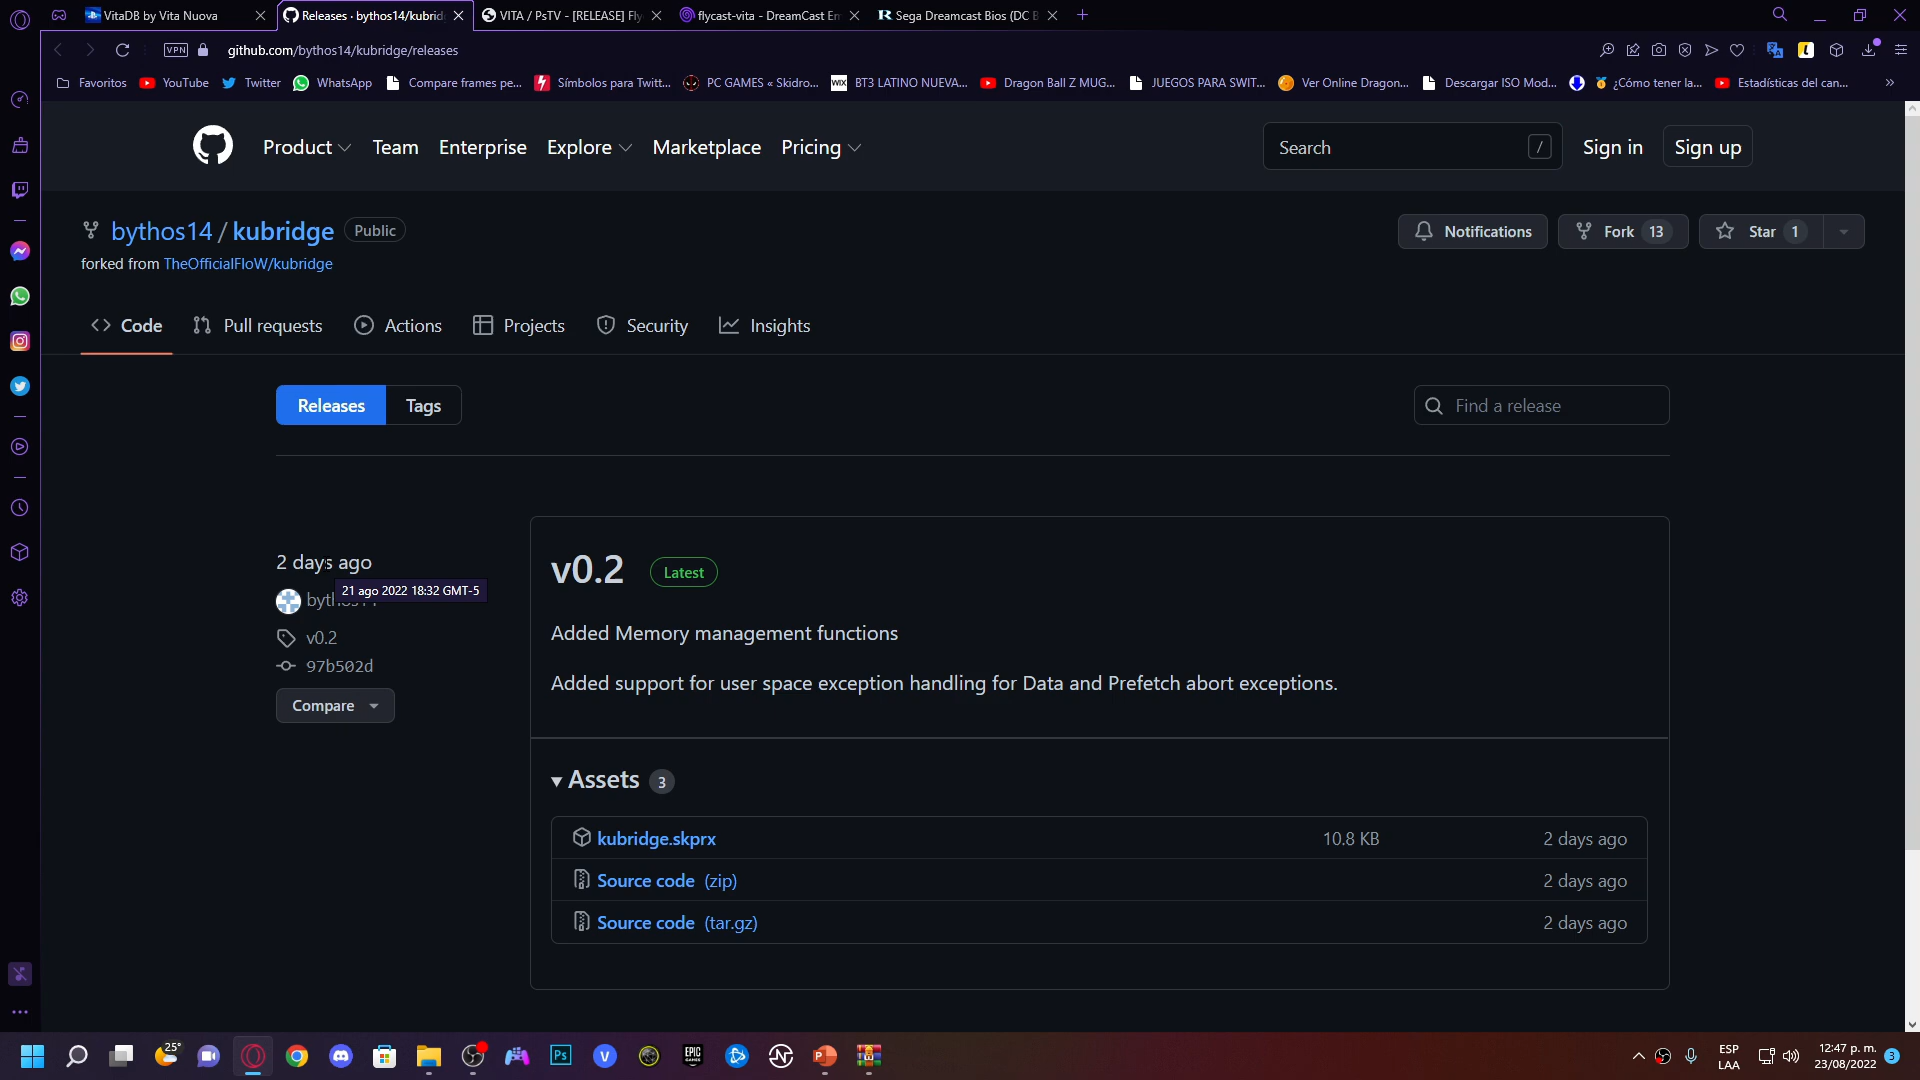 VitaDB by Vita Nuova
Releases · bythos14/kubrid
VITA / PsTV - [RELEASE] Fly
flycast-vita - DreamCast Em
Sega Dreamcast Bios (DC B
VPN
github.com/bythos14/kubridge/releases
Favoritos
YouTube
Twitter
WhatsApp
Compare frames pe...
Símbolos para Twitt...
PC GAMES « Skidro...
WIX
BT3 LATINO NUEVA...
Dragon Ball Z MUG...
JUEGOS PARA SWIT...
Ver Online Dragon...
Descargar ISO Mod...
¿Cómo tener la...
Estadísticas del can...
»
Product
Team
Enterprise
Explore
Marketplace
Pricing
Search
/
Sign in
Sign up
bythos14 / kubridge
Public
Notifications
Fork 13
Star 1
forked from TheOfficialFloW/kubridge
Code
Pull requests
Actions
Projects
Security
Insights
Releases
Tags
Find a release
2 days ago
21 ago 2022 18:32 GMT-5
v0.2
97b502d
Compare
v0.2
Latest
Added Memory management functions
Added support for user space exception handling for Data and Prefetch abort exceptions.
Assets 3
kubridge.skprx
10.8 KB
2 days ago
Source code (zip)
2 days ago
Source code (tar.gz)
2 days ago
25°
Ps
V
EPIC
GAMES
P
ESP
LAA
12:47 p. m.
23/08/2022
3